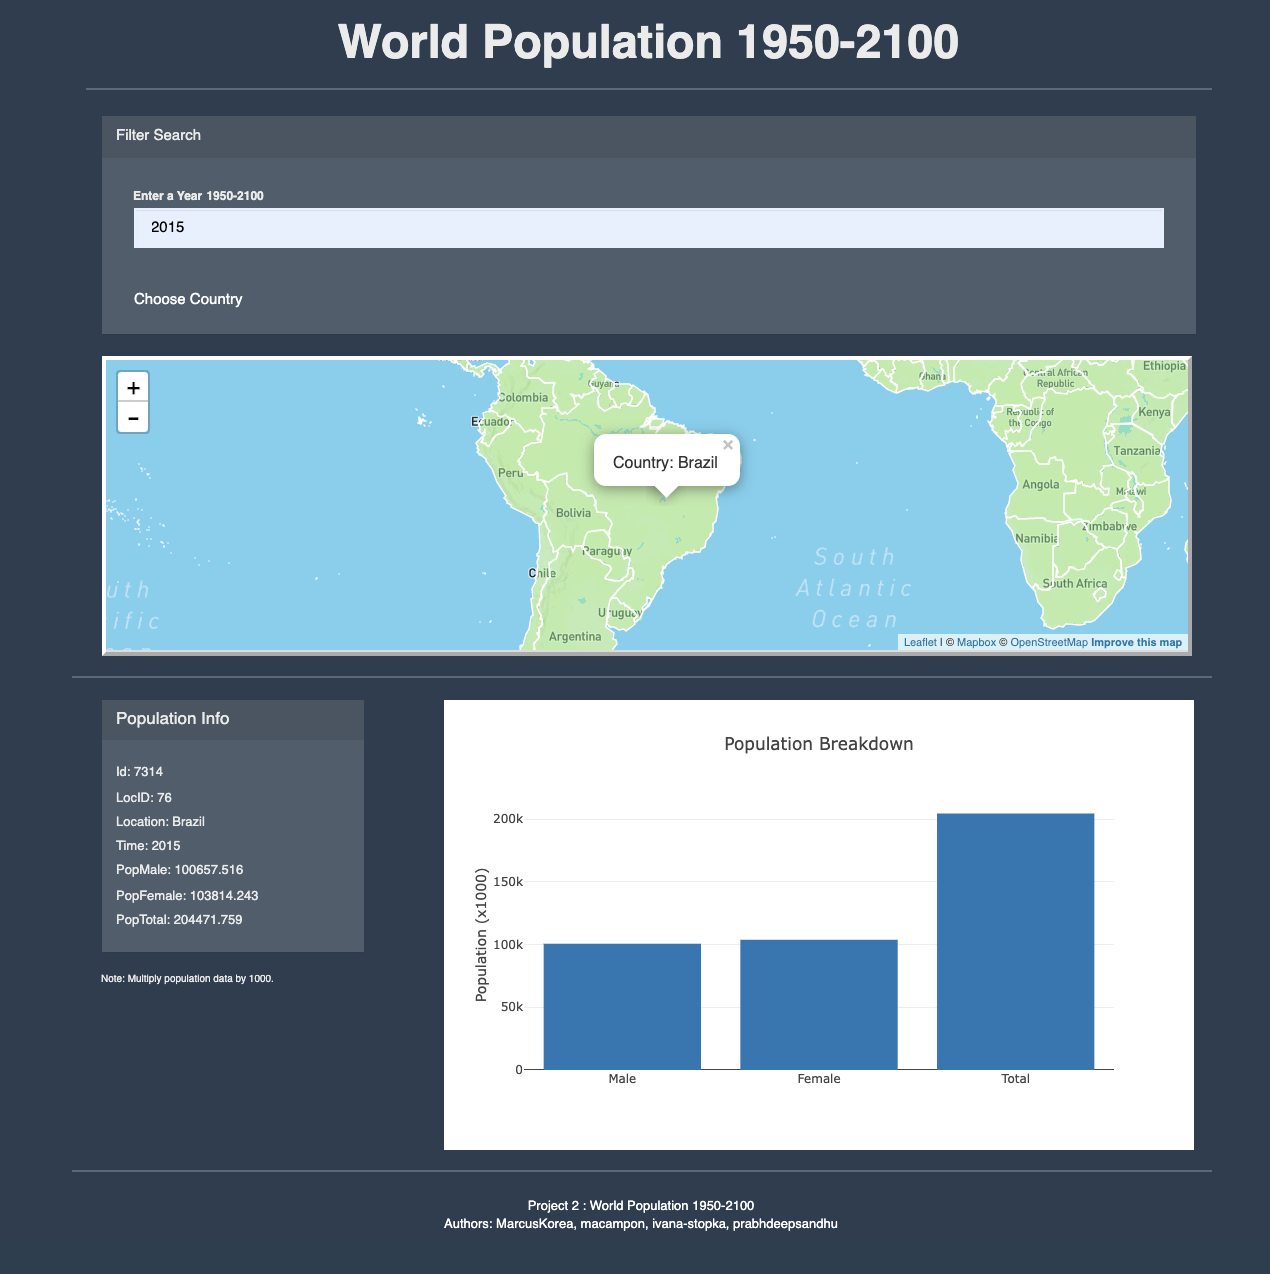 World Population 1950-2100
Filter Search
Enter a Year 1950-2100
2015
Choose Country
+
-
Colombia
Guyana
Ecuador
Peru
Bolivia
Paraguay
Chile
Uruguay
Argentina
×
Country: Brazil
South
Atlantic
Ocean
uth
ific
Ghana
Central African
Republic
Ethiopia
Republic of
the Congo
Kenya
Tanzania
Angola
Malawi
Zimbabwe
Namibia
South Africa
Leaflet | © Mapbox © OpenStreetMap Improve this map
Population Info
Id: 7314
LocID: 76
Location: Brazil
Time: 2015
PopMale: 100657.516
PopFemale: 103814.243
PopTotal: 204471.759
Note: Multiply population data by 1000.
Population Breakdown
Population (x1000)
200k
150k
100k
50k
0
Male
Female
Total
Project 2 : World Population 1950-2100
Authors: MarcusKorea, macampon, ivana-stopka, prabhdeepsandhu